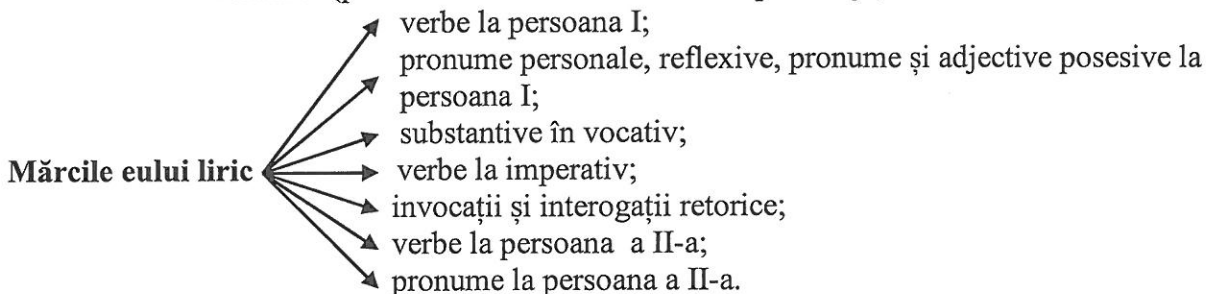 verbe la persoana I;
pronume personale, reflexive, pronume și adjective posesive la
persoana I;
substantive în vocativ;
Mărcile eului liric
verbe la imperativ;
invocații și interogații retorice;
verbe la persoana a II-a;
pronume la persoana a II-a.